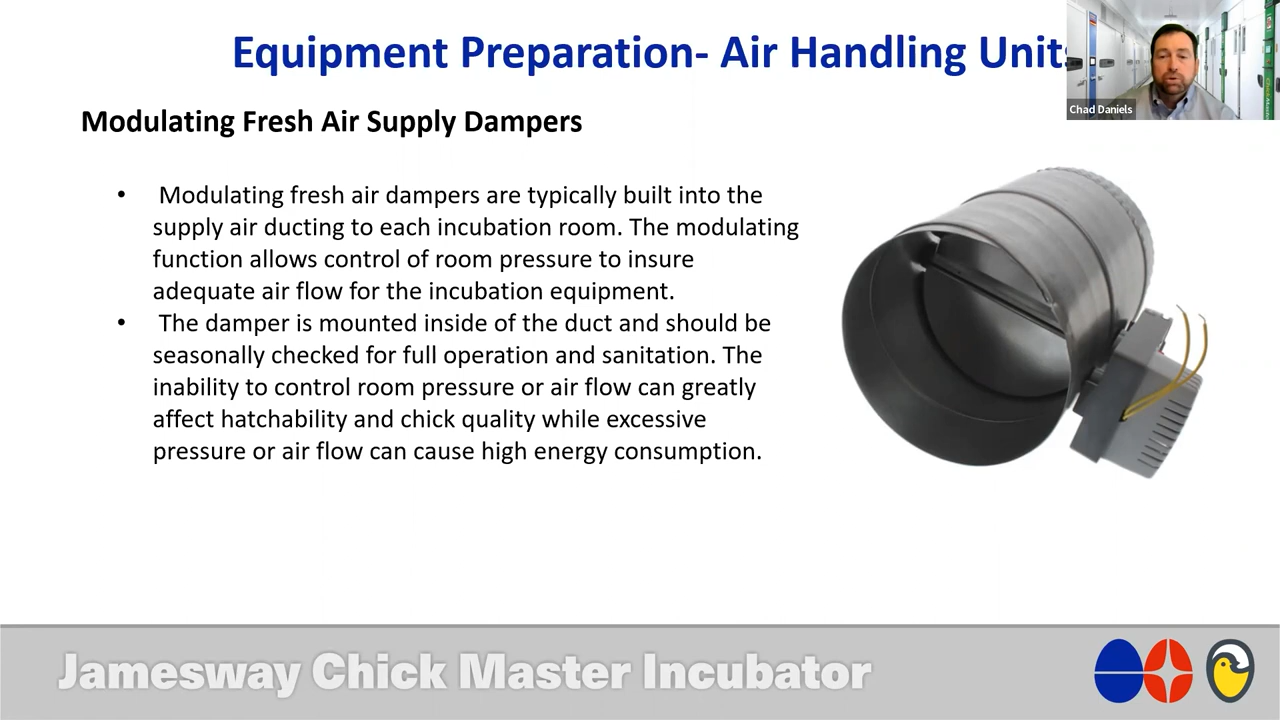 Equipment Preparation- Air Handling Units
Chad Daniels
Modulating Fresh Air Supply Dampers
• Modulating fresh air dampers are typically built into the
supply air ducting to each incubation room. The modulating
function allows control of room pressure to insure
adequate air flow for the incubation equipment.
• The damper is mounted inside of the duct and should be
seasonally checked for full operation and sanitation. The
inability to control room pressure or air flow can greatly
affect hatchability and chick quality while excessive
pressure or air flow can cause high energy consumption.
Jamesway Chick Master Incubator